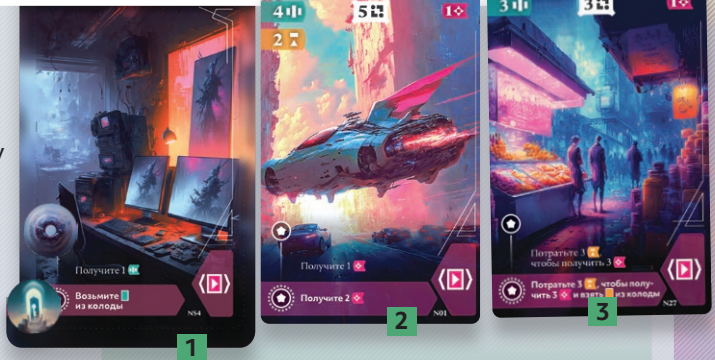 Получите 1
Возьмите
из колоды
NS4
1
4
5
1
2
Получите 1
Получите 2
N01
2
3
3
1
Потратьте 3
чтобы получить 3
Потратьте 3 , чтобы полу-
чить 3 и взять из колоды
N27
3